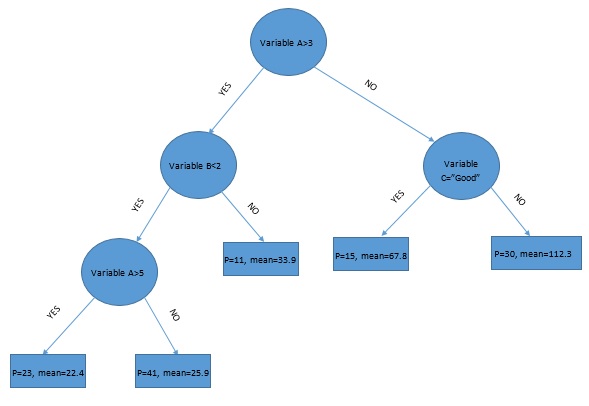 Variable A>3
YES
NO
Variable B<2
Variable
C="Good"
YES
NO
YES
NO
P=11, mean=33.9
P=15, mean=67.8
P=30, mean=112.3
Variable A>5
YES
NO
P=23, mean=22.4
P=41, mean=25.9